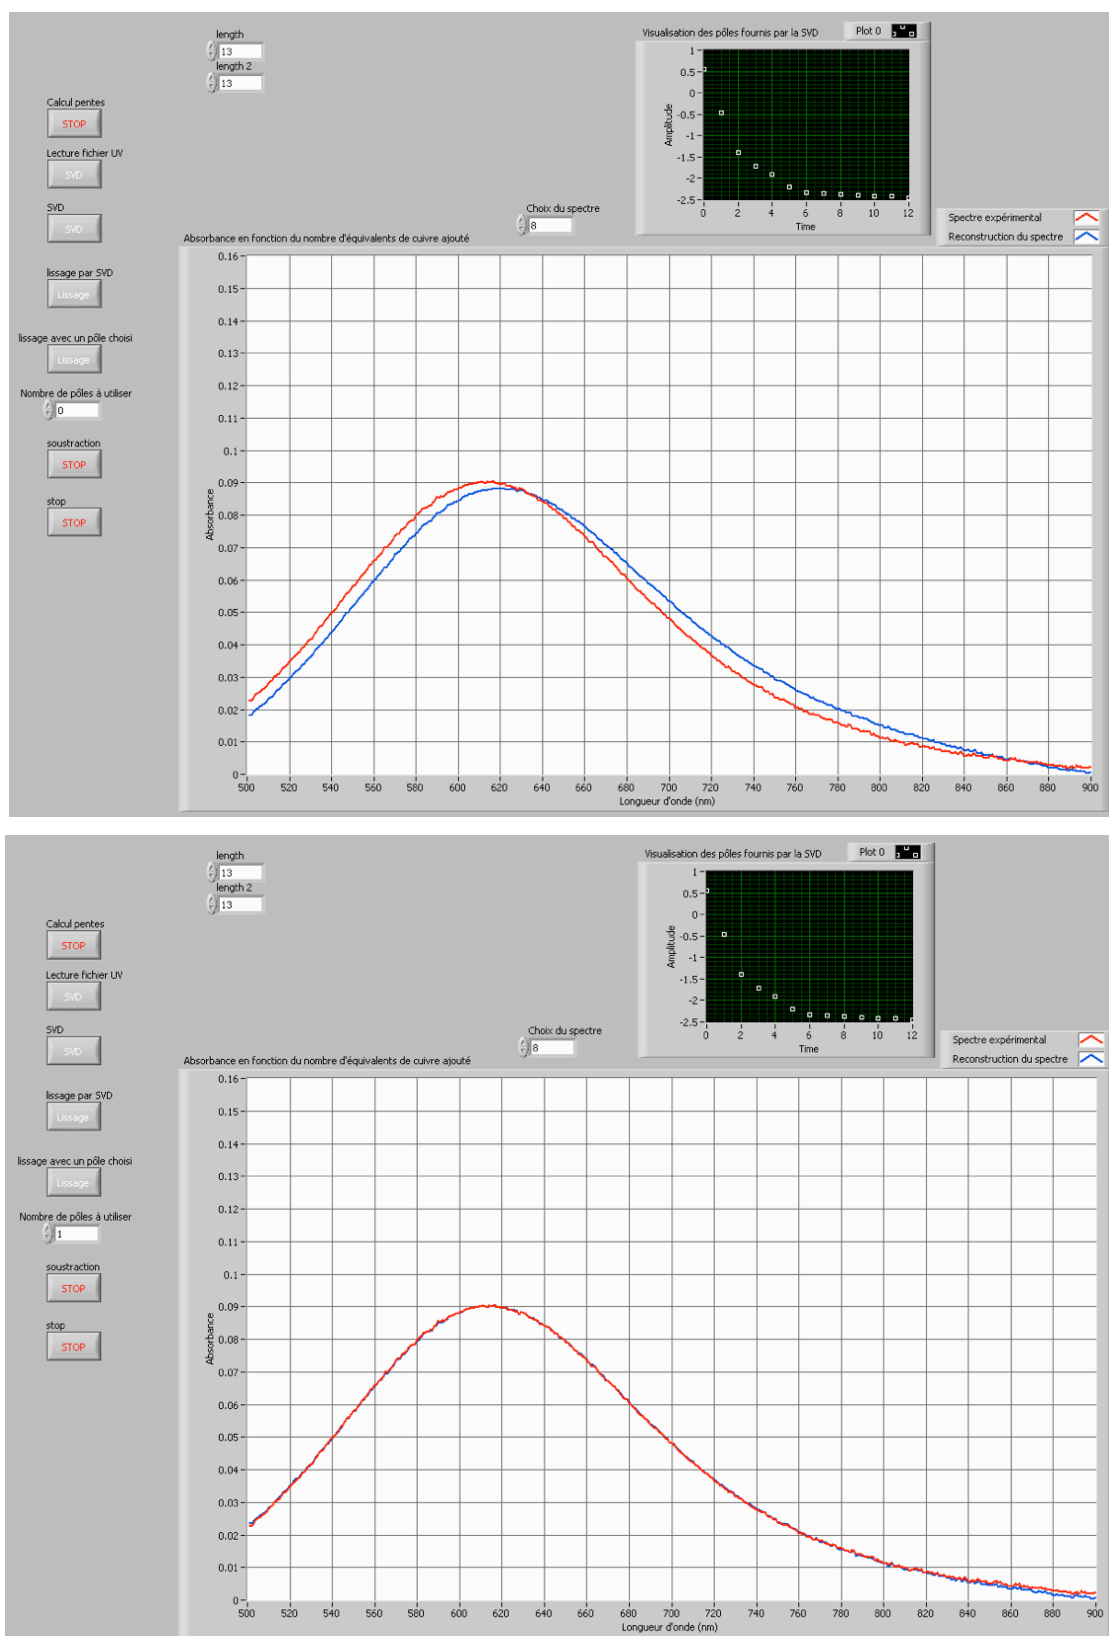 length
13
length 2
13
Calcul pentes
STOP
Lecture fichier UV
SVD
SVD
SVD
lissage par SVD
Lissage
lissage avec un pôle choisi
Lissage
Nombre de pôles à utiliser
0
soustraction
STOP
stop
STOP
Visualisation des pôles fournis par la SVD
Plot 0
Amplitude
1
0.5
0
-0.5
-1
-1.5
-2
-2.5
0 2 4 6 8 10 12
Time
Choix du spectre
8
Spectre expérimental
Reconstruction du spectre
Absorbance en fonction du nombre d'équivalents de cuivre ajouté
Absorbance
0.16
0.15
0.14
0.13
0.12
0.11
0.1
0.09
0.08
0.07
0.06
0.05
0.04
0.03
0.02
0.01
0
500 520 540 560 580 600 620 640 660 680 700 720 740 760 780 800 820 840 860 880 900
Longueur d'onde (nm)
length
13
length 2
13
Calcul pentes
STOP
Lecture fichier UV
SVD
SVD
SVD
lissage par SVD
Lissage
lissage avec un pôle choisi
Lissage
Nombre de pôles à utiliser
1
soustraction
STOP
stop
STOP
Visualisation des pôles fournis par la SVD
Plot 0
Amplitude
1
0.5
0
-0.5
-1
-1.5
-2
-2.5
0 2 4 6 8 10 12
Time
Choix du spectre
8
Spectre expérimental
Reconstruction du spectre
Absorbance en fonction du nombre d'équivalents de cuivre ajouté
Absorbance
0.16
0.15
0.14
0.13
0.12
0.11
0.1
0.09
0.08
0.07
0.06
0.05
0.04
0.03
0.02
0.01
0
500 520 540 560 580 600 620 640 660 680 700 720 740 760 780 800 820 840 860 880 900
Longueur d'onde (nm)